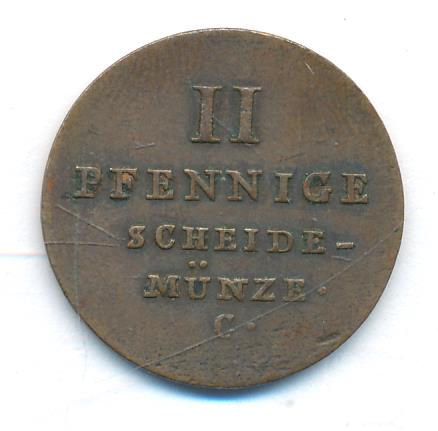 II
PFENNIGE
SCHEIDE-
MÜNZE.
C.